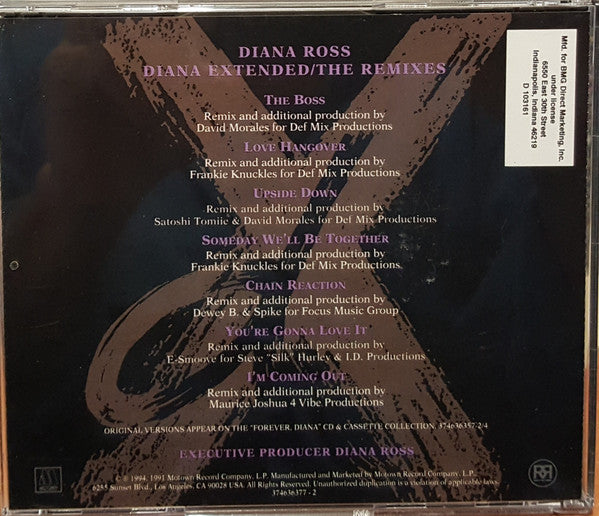 DIANA ROSS
DIANA EXTENDED/THE REMIXES
THE BOSS
Remix and additional production by
David Morales for Def Mix Productions
LOVE HANGOVER
Remix and additional production by
Frankie Knuckles for Def Mix Productions
UPSIDE DOWN
Remix and additional production by
Satoshi Tomiie & David Morales for Def Mix Productions
SOMEDAY WE'LL BE TOGETHER
Remix and additional production by
Frankie Knuckles for Def Mix Productions
CHAIN REACTION
Remix and additional production by
Dewey B. & Spike for Focus Music Group
YOU'RE GONNA LOVE IT
Remix and additional production by
E-Smoove for Steve "Silk" Hurley & I.D. Productions
I'M COMING OUT
Remix and additional production by
Maurice Joshua 4 Vibe Productions
ORIGINAL VERSIONS APPEAR ON THE "FOREVER, DIANA" CD & CASSETTE COLLECTION. 374636357-2/4
EXECUTIVE PRODUCER DIANA ROSS
1994, 1991 Motown Record Company, L.P. Manufactured and Marketed by Motown Record Company, L.P.
6255 Sunset Blvd., Los Angeles, CA 90028 USA. All Rights Reserved. Unauthorized duplication is a violation of applicable laws.
374636377 - 2
Mfd. for BMG Direct Marketing, Inc.
under license
6550 East 30th Street
Indianapolis, Indiana 46219
D 103161